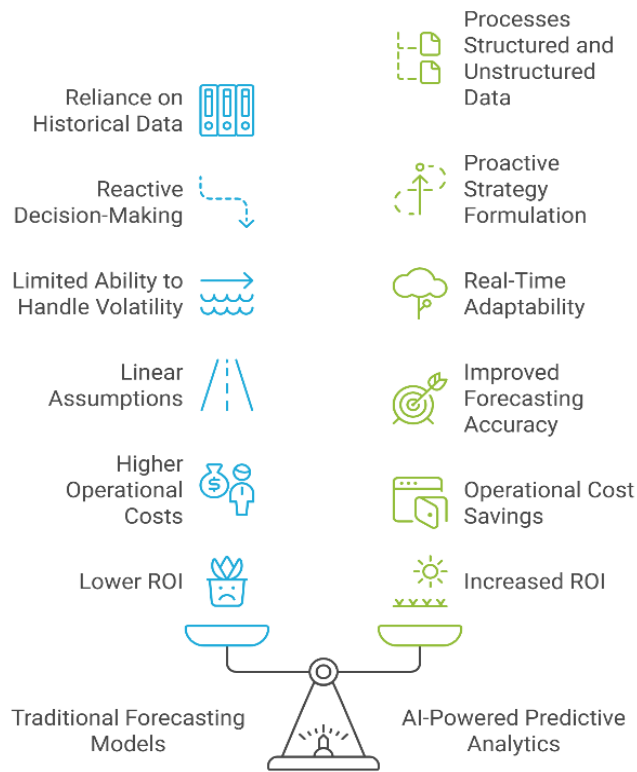 Reliance on
Historical Data
Reactive
Decision-Making
Limited Ability to
Handle Volatility
Linear
Assumptions
Higher
Operational
Costs
$
Lower ROI
Traditional Forecasting
Models
Processes
Structured and
Unstructured
Data
Proactive
Strategy
Formulation
Real-Time
Adaptability
Improved
Forecasting
Accuracy
Operational Cost
Savings
Increased ROI
AI-Powered Predictive
Analytics